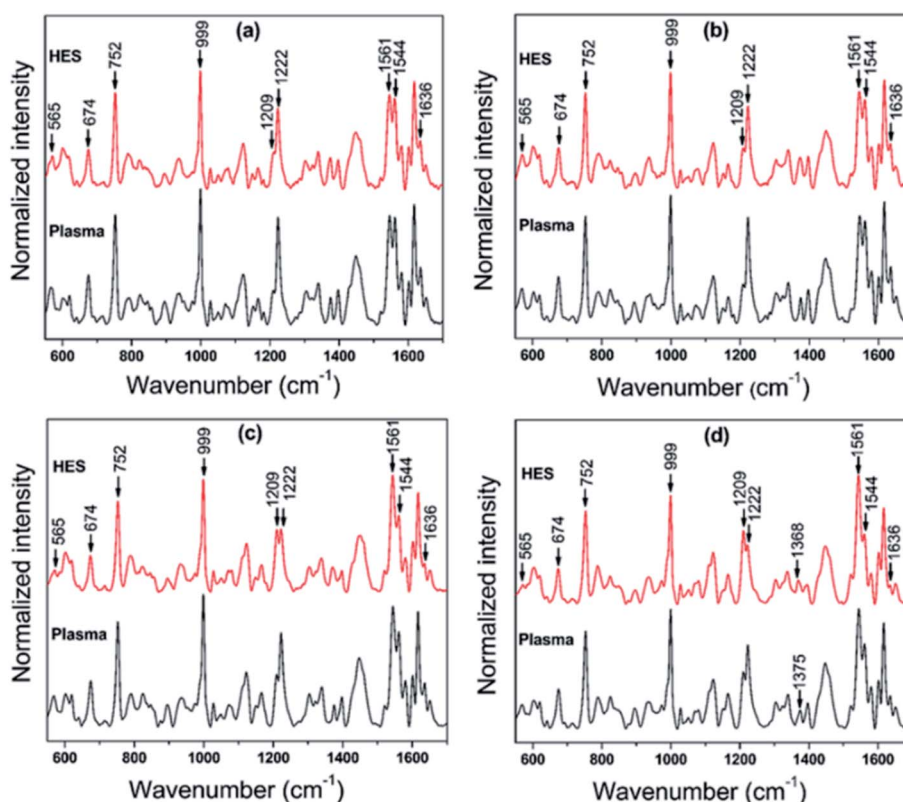 (a)
HES
565
674
752
999
1209
1222
1561
1544
1636
Plasma
Normalized intensity
600 800 1000 1200 1400 1600
Wavenumber (cm-1)
(b)
HES
565
674
752
999
1209
1222
1561
1544
1636
Plasma
Normalized intensity
600 800 1000 1200 1400 1600
Wavenumber (cm-1)
(c)
HES
565
674
752
999
1209
1222
1561
1544
1636
Plasma
Normalized intensity
600 800 1000 1200 1400 1600
Wavenumber (cm-1)
(d)
HES
565
674
752
999
1209
1222
1368
1561
1544
1636
Plasma
1375
Normalized intensity
600 800 1000 1200 1400 1600
Wavenumber (cm-1)